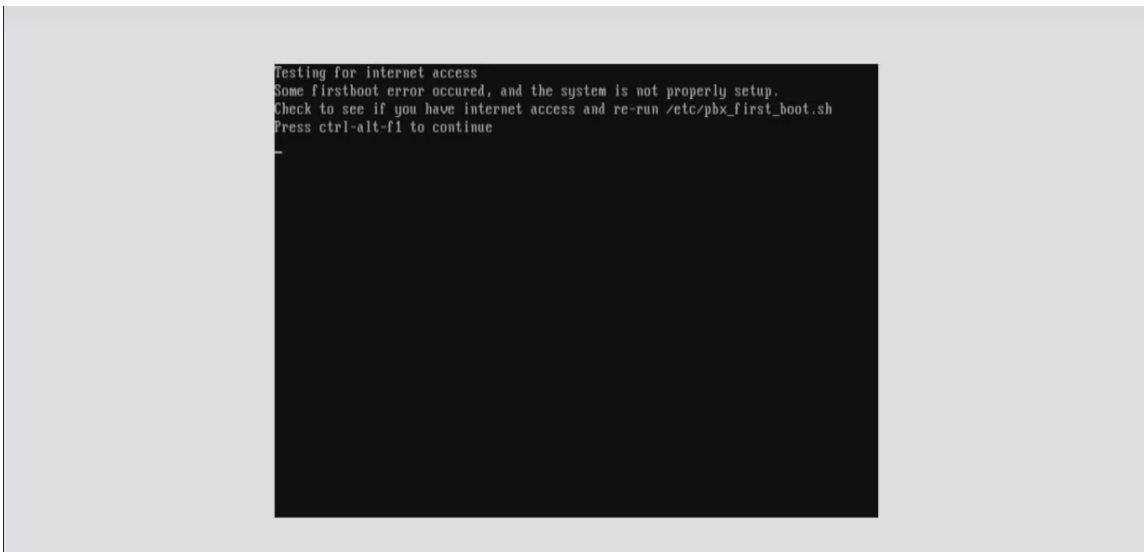 Testing for internet access
Some firstboot error occured, and the system is not properly setup.
Check to see if you have internet access and re-run /etc/pbx_first_boot.sh
Press ctrl-alt-f1 to continue